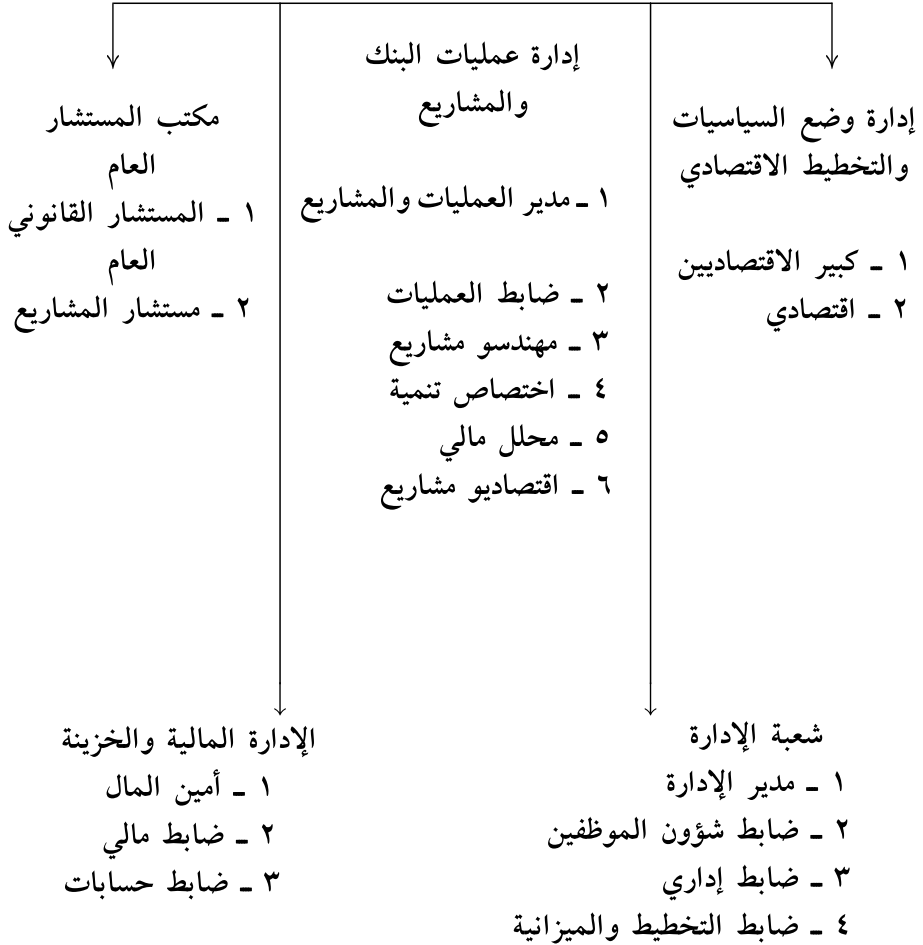 إدارة وضع السياسيات
والتخطيط الاقتصادي
١ ـ كبير الاقتصاديين
٢ ـ اقتصادي
إدارة عمليات البنك
والمشاريع
١ ـ مدير العمليات والمشاريع
٢ ـ ضابط العمليات
٣ ـ مهندسو مشاريع
٤ ـ اختصاص تنمية
٥ ـ محلل مالي
٦ ـ اقتصاديو مشاريع
مكتب المستشار
العام
١ ـ المستشار القانوني
العام
٢ ـ مستشار المشاريع
شعبة الإدارة
١ ـ مدير الإدارة
٢ ـ ضابط شؤون الموظفين
٣ ـ ضابط إداري
٤ ـ ضابط التخطيط والميزانية
الإدارة المالية والخزينة
١ ـ أمين المال
٢ ـ ضابط مالي
٣ ـ ضابط حسابات